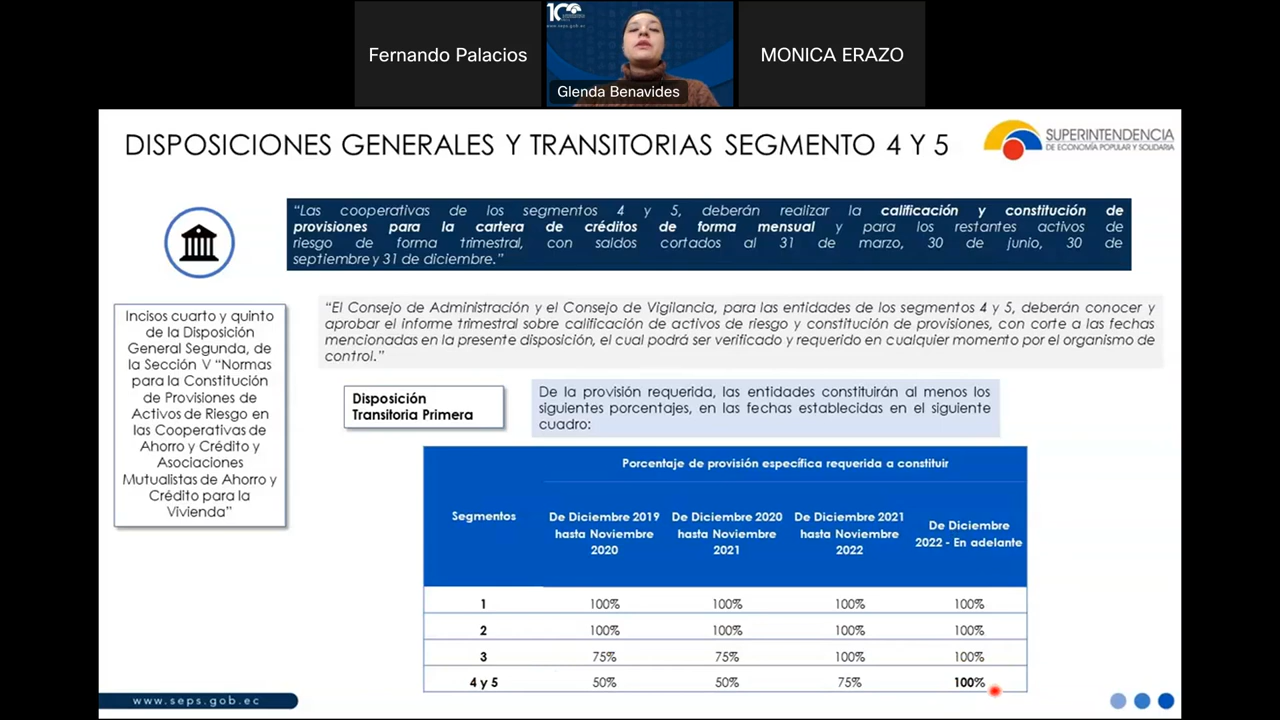 Fernando Palacios
100
www.seps.gob.ec
Glenda Benavides
MONICA ERAZO
DISPOSICIONES GENERALES Y TRANSITORIAS SEGMENTO 4 Y 5
SUPERINTENDENCIA
DE ECONOMÍA POPULAR Y SOLIDARIA
“Las cooperativas de los segmentos 4 y 5, deberán realizar la calificación y constitución de
provisiones para la cartera de créditos de forma mensual y para los restantes activos de
riesgo de forma trimestral, con saldos cortados al 31 de marzo, 30 de junio, 30 de
septiembre y 31 de diciembre.”
Incisos cuarto y quinto
de la Disposición
General Segunda, de
la Sección V “Normas
para la Constitución
de Provisiones de
Activos de Riesgo en
las Cooperativas de
Ahorro y Crédito y
Asociaciones
Mutualistas de Ahorro y
Crédito para la
Vivienda”
“El Consejo de Administración y el Consejo de Vigilancia, para las entidades de los segmentos 4 y 5, deberán conocer y
aprobar el informe trimestral sobre calificación de activos de riesgo y constitución de provisiones, con corte a las fechas
mencionadas en la presente disposición, el cual podrá ser verificado y requerido en cualquier momento por el organismo de
control.”
Disposición
Transitoria Primera
De la provisión requerida, las entidades constituirán al menos los
siguientes porcentajes, en las fechas establecidas en el siguiente
cuadro:
Porcentaje de provisión específica requerida a constituir
Segmentos
De Diciembre 2019
hasta Noviembre
2020
De Diciembre 2020
hasta Noviembre
2021
De Diciembre 2021
hasta Noviembre
2022
De Diciembre
2022 - En adelante
1 100% 100% 100% 100%
2 100% 100% 100% 100%
3 75% 75% 100% 100%
4 y 5 50% 50% 75% 100%
www.seps.gob.ec